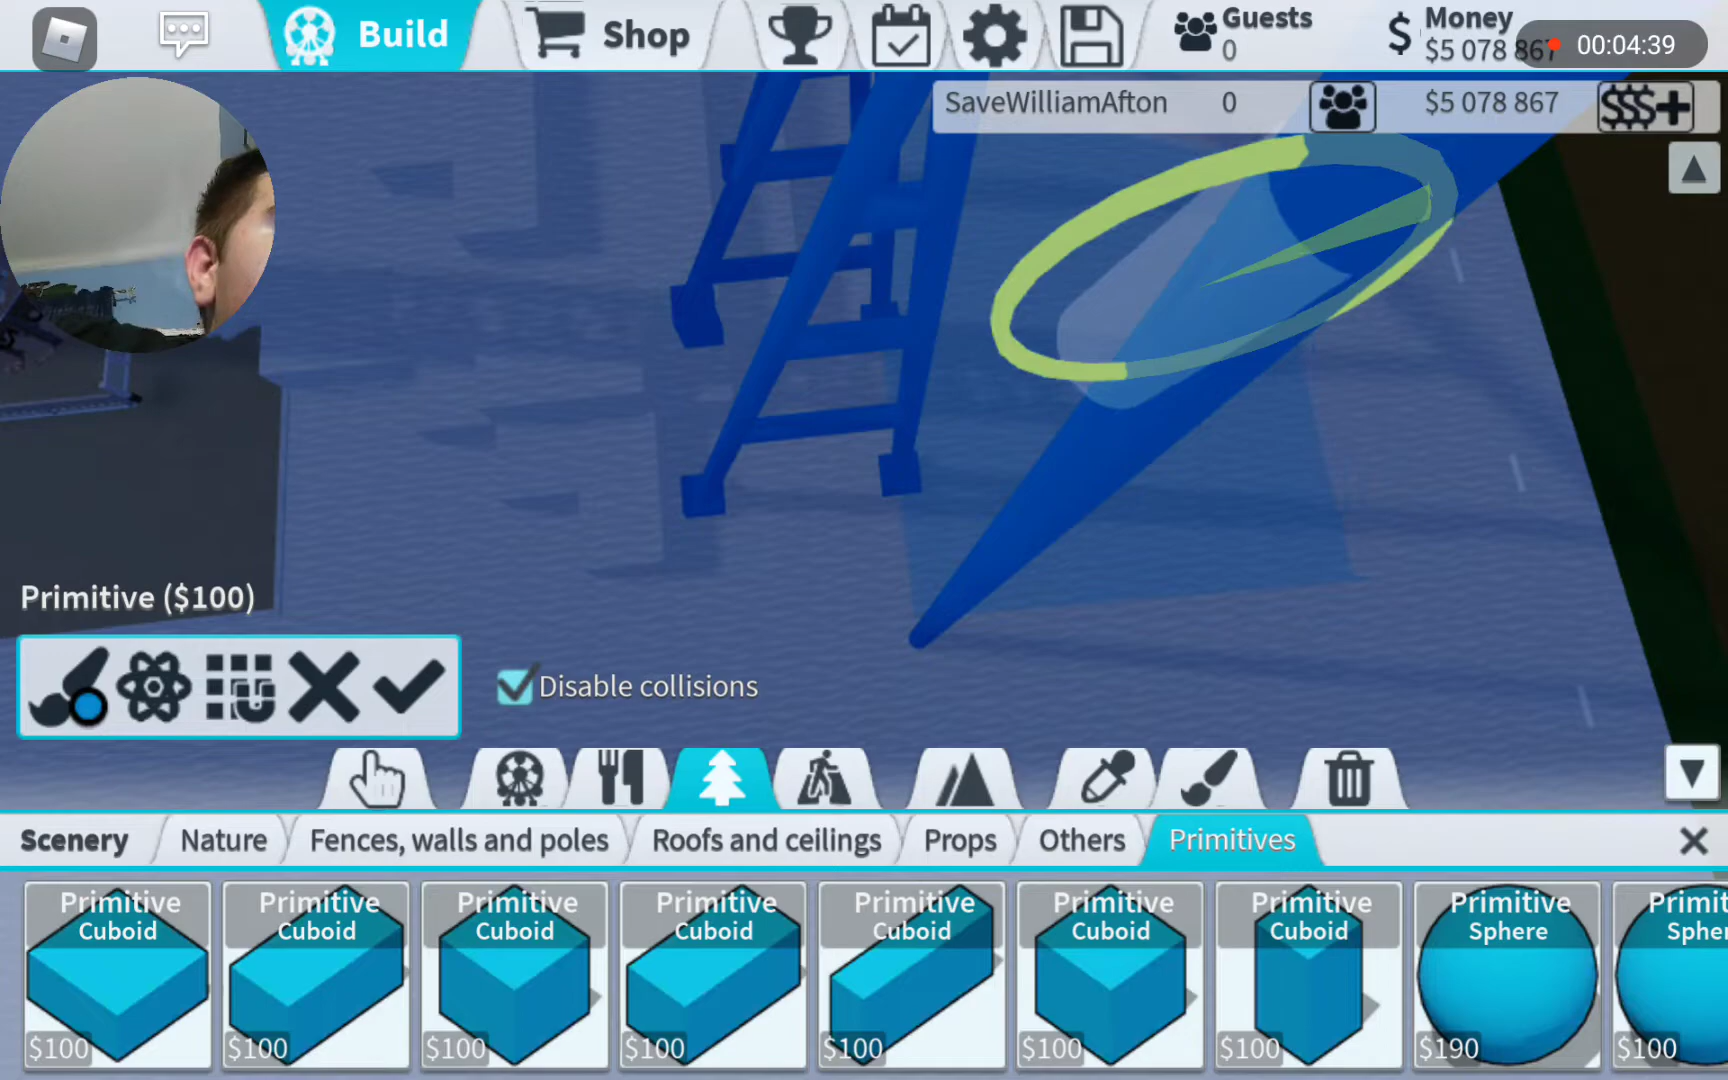 Build
Shop
Guests
0
$ Money
$5 078 867
00:04:39
SaveWilliamAfton 0 $5 078 867 $$$+
Primitive ($100)
Disable collisions
Scenery Nature Fences, walls and poles Roofs and ceilings Props Others Primitives
Primitive Cuboid $100
Primitive Cuboid $100
Primitive Cuboid $100
Primitive Cuboid $100
Primitive Cuboid $100
Primitive Cuboid $100
Primitive Cuboid $100
Primitive Sphere $190
Primit Spher $100